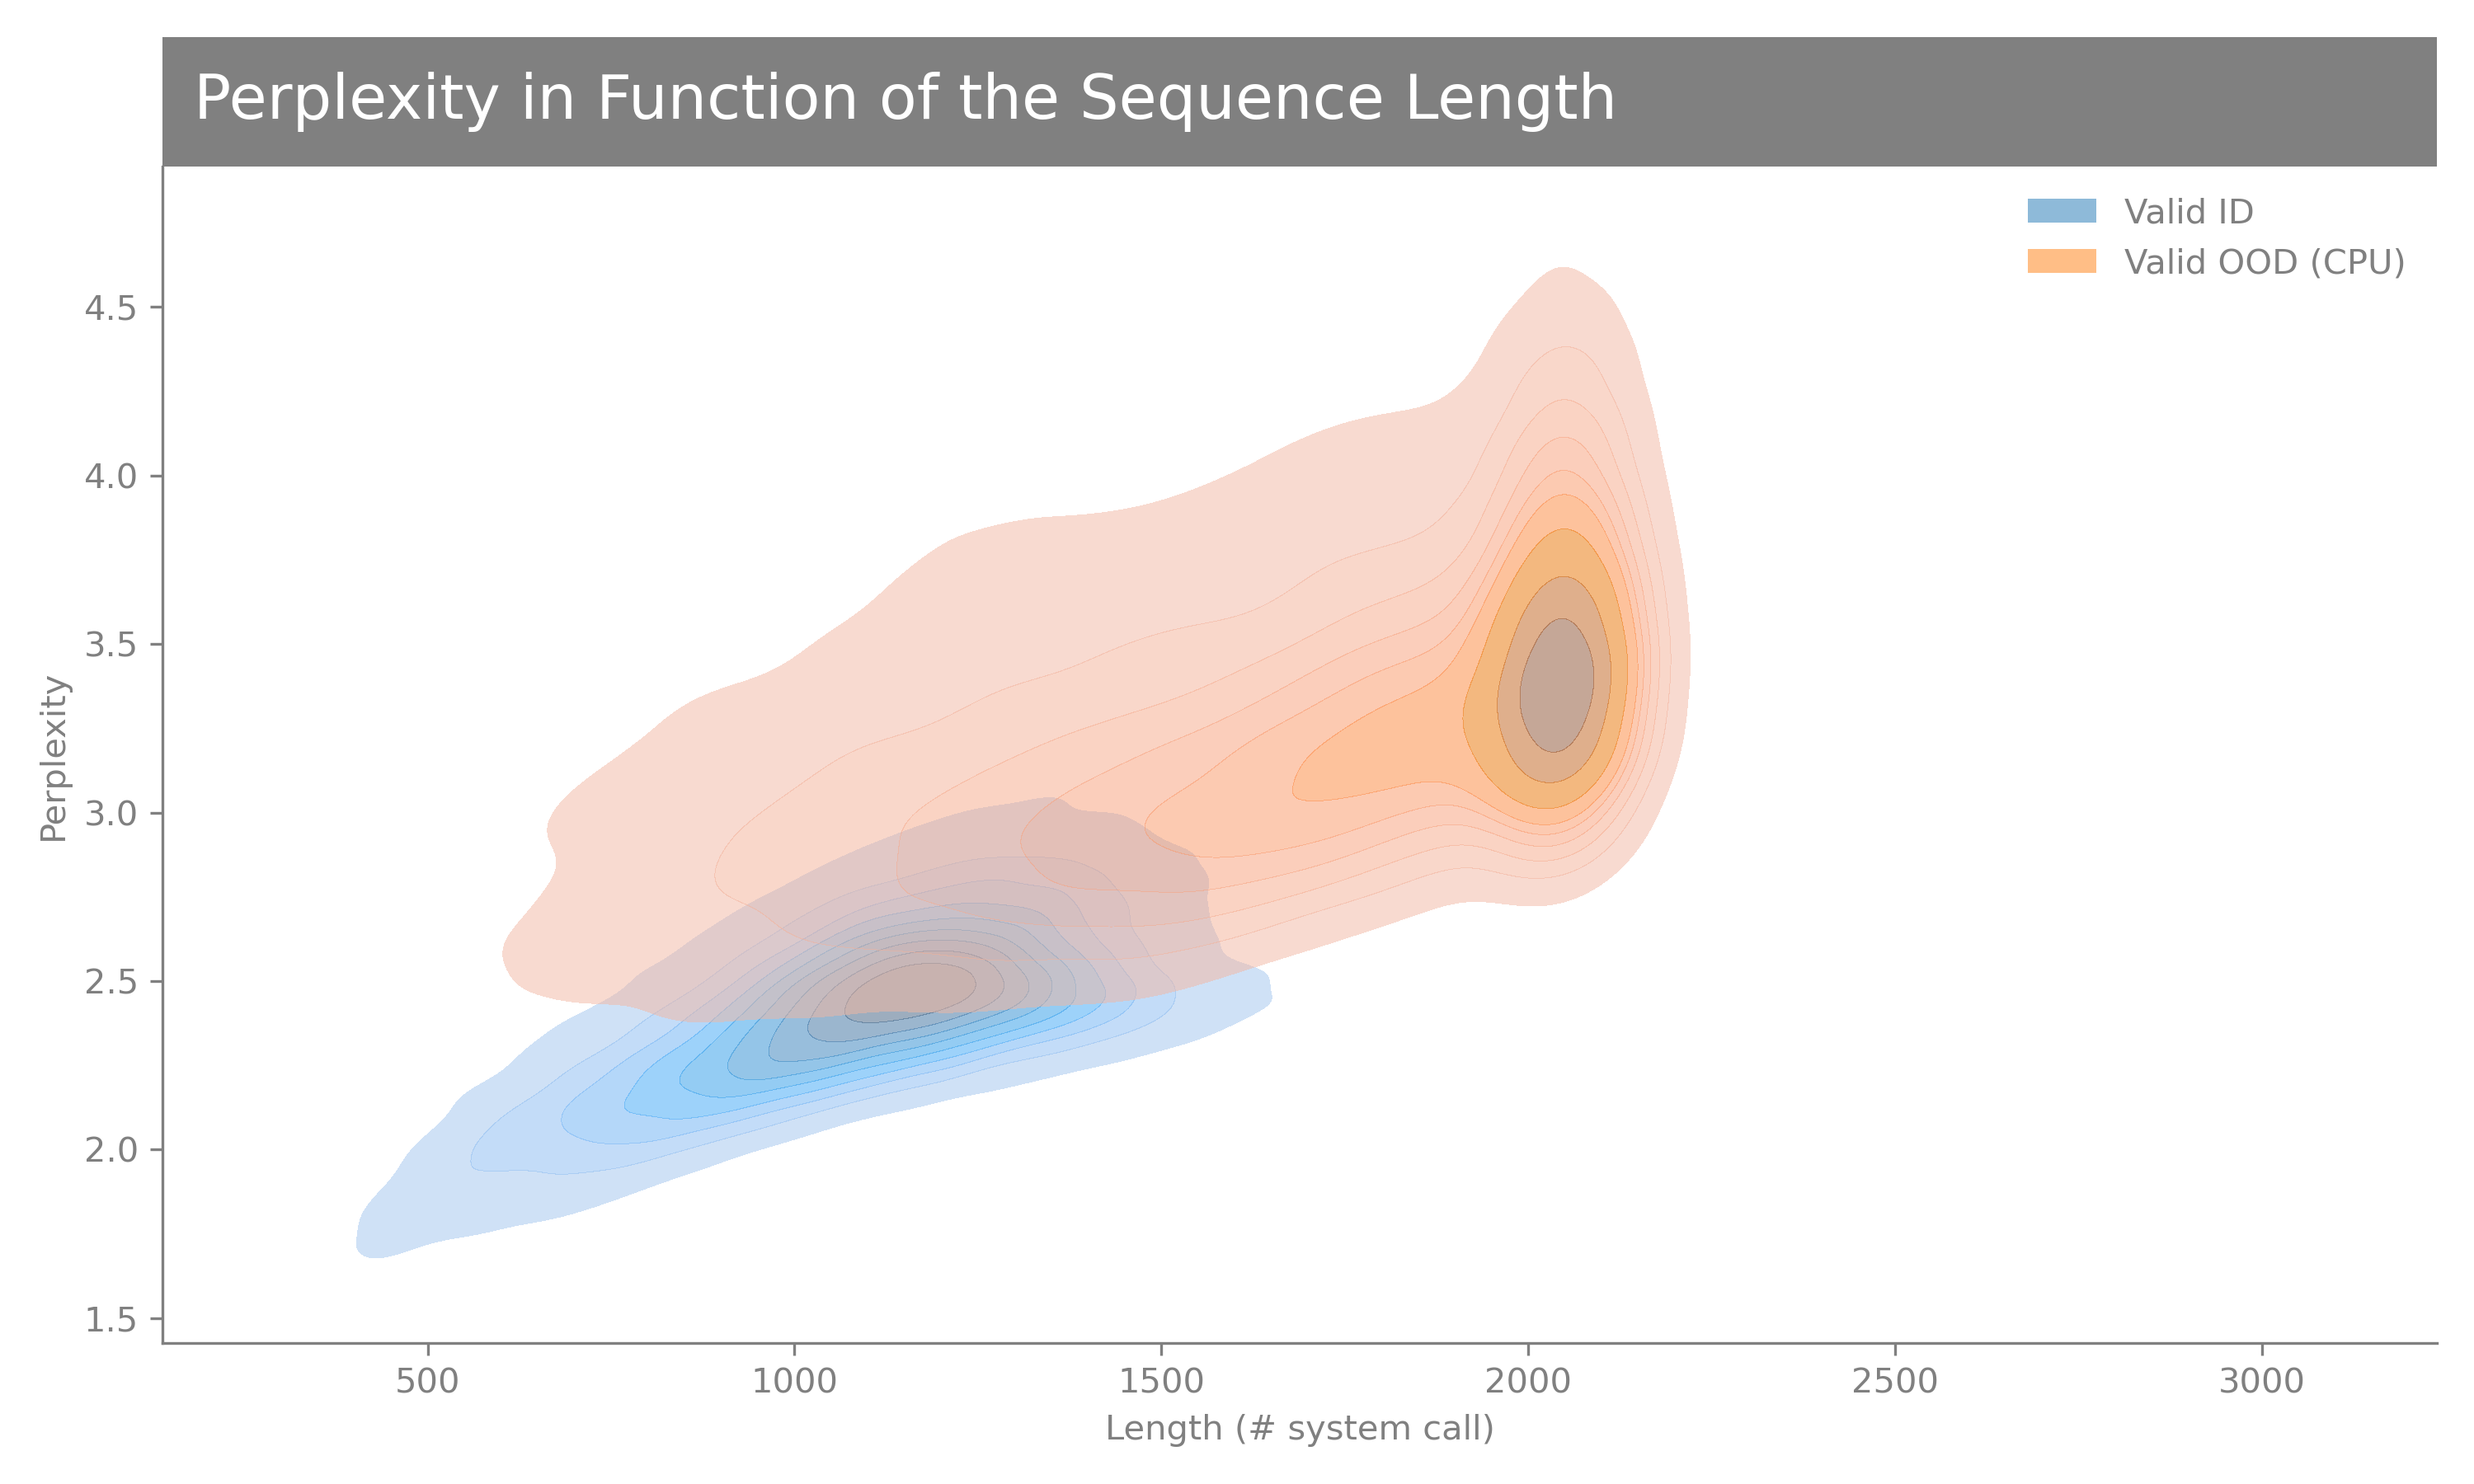 Perplexity in Function of the Sequence Length
Valid ID
Valid OOD (CPU)
4.5
4.0
3.5
3.0
2.5
2.0
1.5
Perplexity
500 1000 1500 2000 2500 3000
Length (# system call)